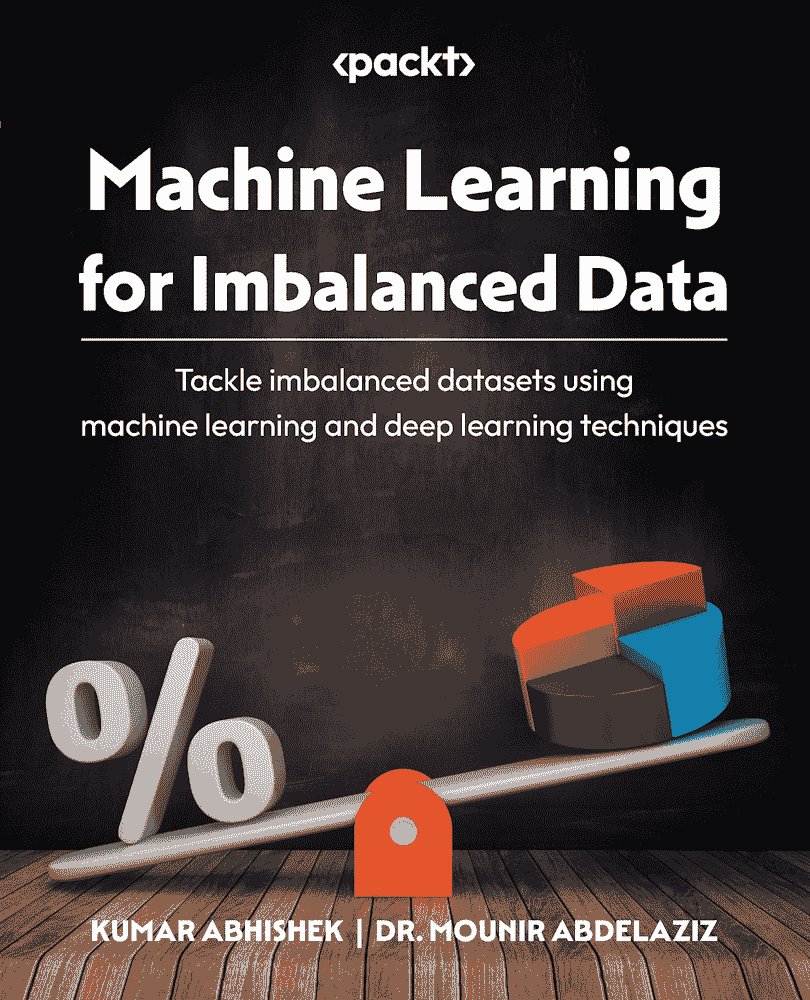 <packt>
Machine Learning
for Imbalanced Data
Tackle imbalanced datasets using
machine learning and deep learning techniques
%
KUMAR ABHISHEK | DR. MOUNIR ABDELAZIZ